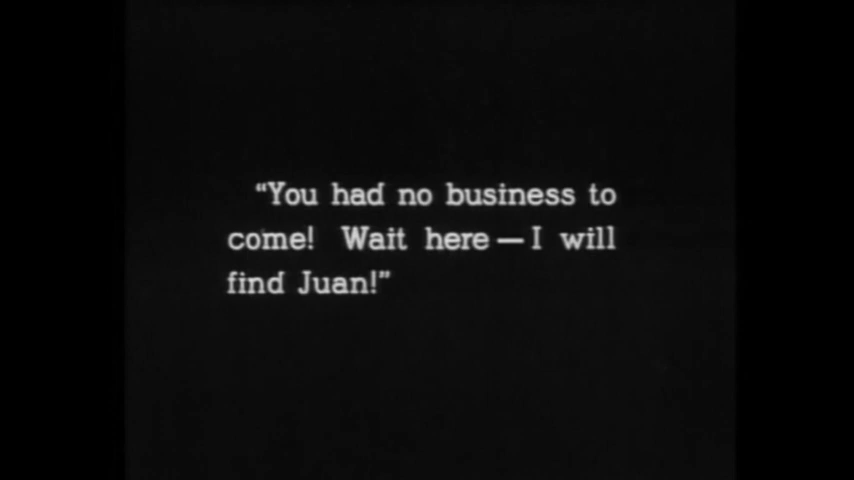 “You had no business to
come! Wait here — I will
find Juan!”